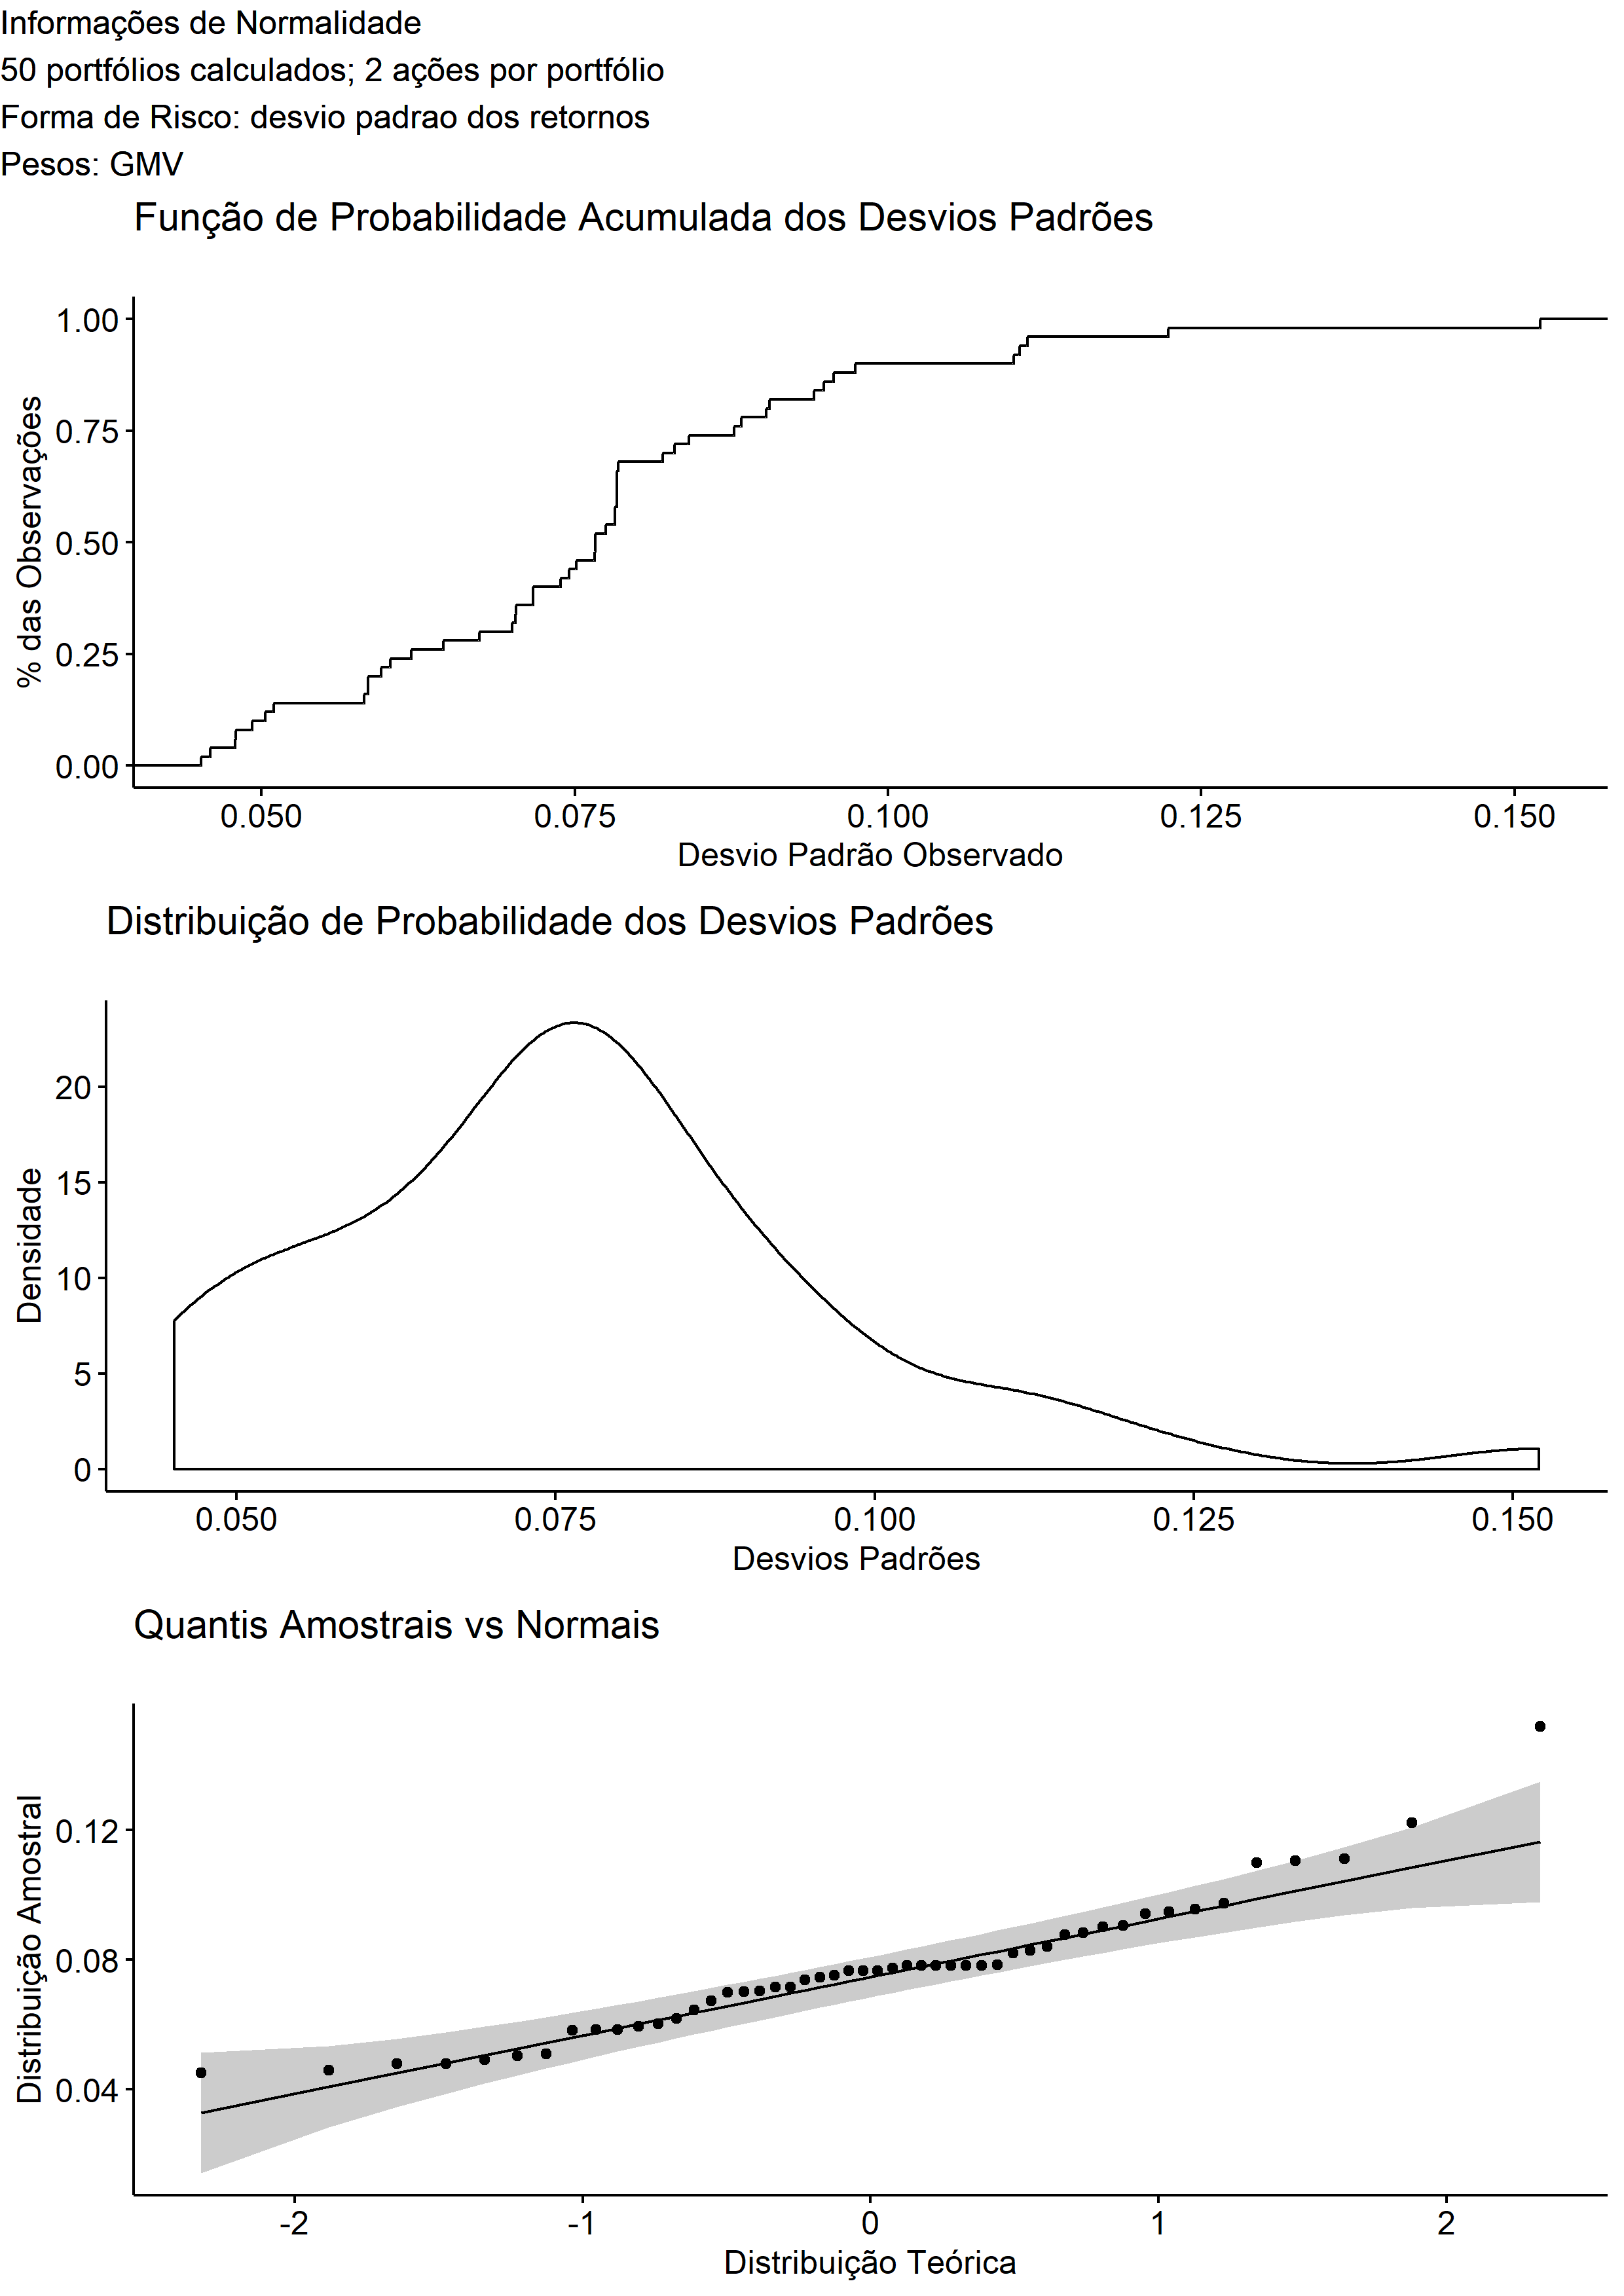 Informações de Normalidade
50 portfólios calculados; 2 ações por portfólio
Forma de Risco: desvio padrao dos retornos
Pesos: GMV
Função de Probabilidade Acumulada dos Desvios Padrões
% das Observações
1.00
0.75
0.50
0.25
0.00
0.050 0.075 0.100 0.125 0.150
Desvio Padrão Observado
Distribuição de Probabilidade dos Desvios Padrões
Densidade
20
15
10
5
0
0.050 0.075 0.100 0.125 0.150
Desvios Padrões
Quantis Amostrais vs Normais
Distribuição Amostral
0.12
0.08
0.04
-2 -1 0 1 2
Distribuição Teórica